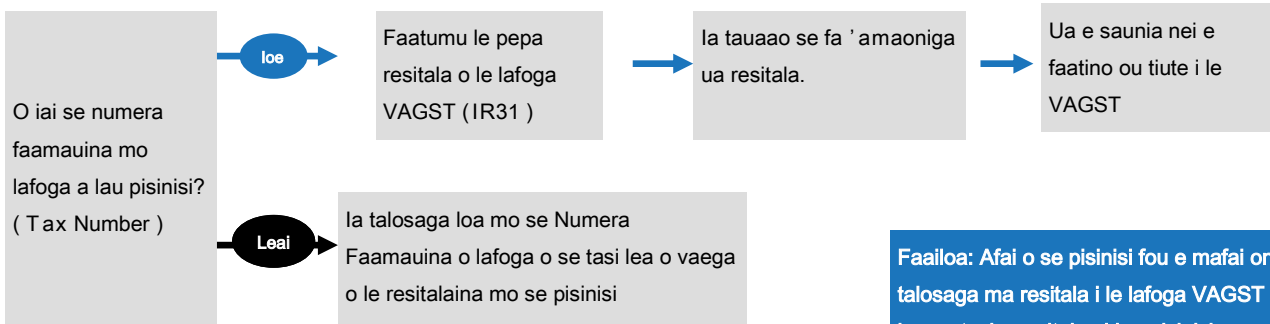 O iai se numera
faamauina mo
lafoga a lau pisinisi?
( Tax Number )
Ioe
Faatumu le pepa
resitala o le lafoga
VAGST ( IR31 )
Ia tauaao se fa ’ amaoniga
ua resitala.
Ua e saunia nei e
faatino ou tiute i le
VAGST
Leai
Ia talosaga loa mo se Numera
Faamauina o lafoga o se tasi lea o vaega
o le resitalaina mo se pisinisi
Faailoa: Afai o se pisinisi fou e mafai
talosaga ma resitala i le lafoga VAGST